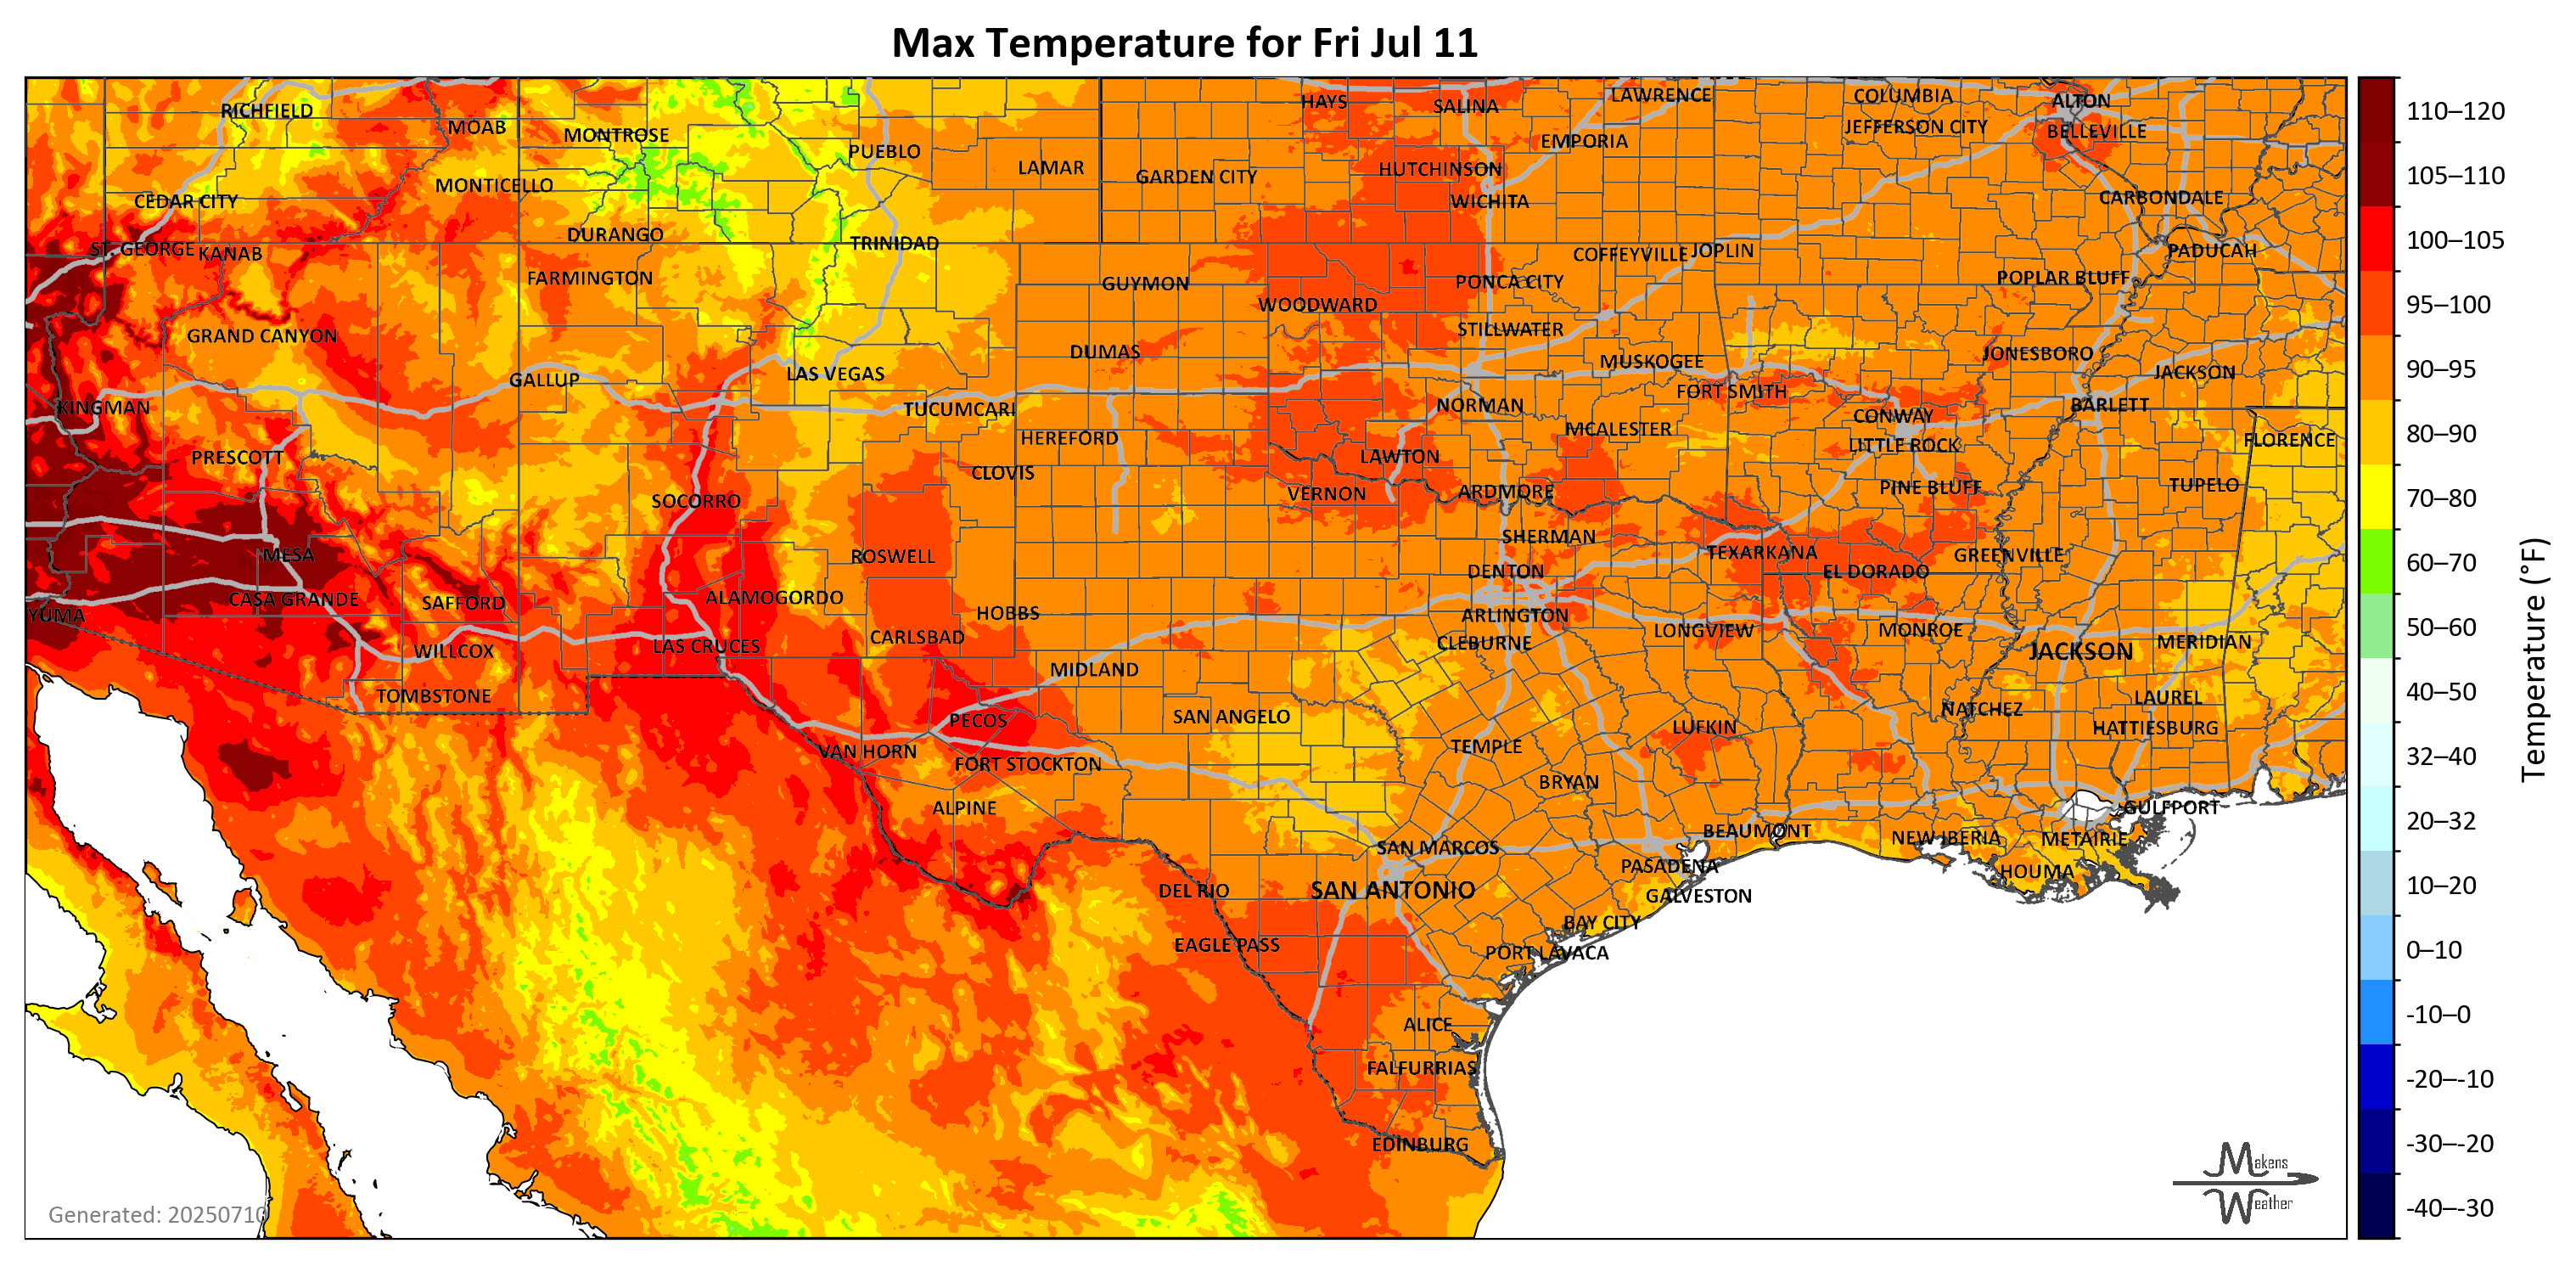 Max Temperature for Fri Jul 11
RICHFIELD
MOAB
MONTROSE
PUEBLO
LAMAR
GARDEN CITY
HAYS
SALINA
HUTCHINSON
WICHITA
EMPORIA
LAWRENCE
COLUMBIA
JEFFERSON CITY
ALTON
BELLEVILLE
CARBONDALE
CEDAR CITY
MONTICELLO
DURANGO
TRINIDAD
ST. GEORGE
KANAB
FARMINGTON
GUYMON
WOODWARD
PONCA CITY
COFFEYVILLE
JOPLIN
POPLAR BLUFF
PADUCAH
GRAND CANYON
DUMAS
STILLWATER
MUSKOGEE
JONESBORO
JACKSON
KINGMAN
GALLUP
LAS VEGAS
TUCUMCARI
NORMAN
FORT SMITH
CONWAY
BARLETT
PRESCOTT
HEREFORD
CLOVIS
LAWTON
MCALESTER
LITTLE ROCK
FLORENCE
SOCORRO
VERNON
ARDMORE
PINE BLUFF
TUPELO
MESA
ROSWELL
SHERMAN
DENTON
TEXARKANA
EL DORADO
GREENVILLE
YUMA
CASA GRANDE
SAFFORD
ALAMOGORDO
HOBBS
ARLINGTON
CLEBURNE
LONGVIEW
MONROE
JACKSON
MERIDIAN
WILLCOX
LAS CRUCES
CARLSBAD
MIDLAND
TOMBSTONE
PECOS
SAN ANGELO
LUFKIN
NATCHEZ
LAUREL
HATTIESBURG
VAN HORN
FORT STOCKTON
TEMPLE
BRYAN
ALPINE
SAN MARCOS
BEAUMONT
NEW IBERIA
METAIRIE
GULFPORT
DEL RIO
SAN ANTONIO
PASADENA
GALVESTON
HOUMA
EAGLE PASS
BAY CITY
PORT LAVACA
ALICE
FALFURRIAS
EDINBURG
Generated: 20250710
Makens
Weather
110–120
105–110
100–105
95–100
90–95
80–90
70–80
60–70
50–60
40–50
32–40
20–32
10–20
0–10
-10–0
-20–-10
-30–-20
-40–-30
Temperature (°F)